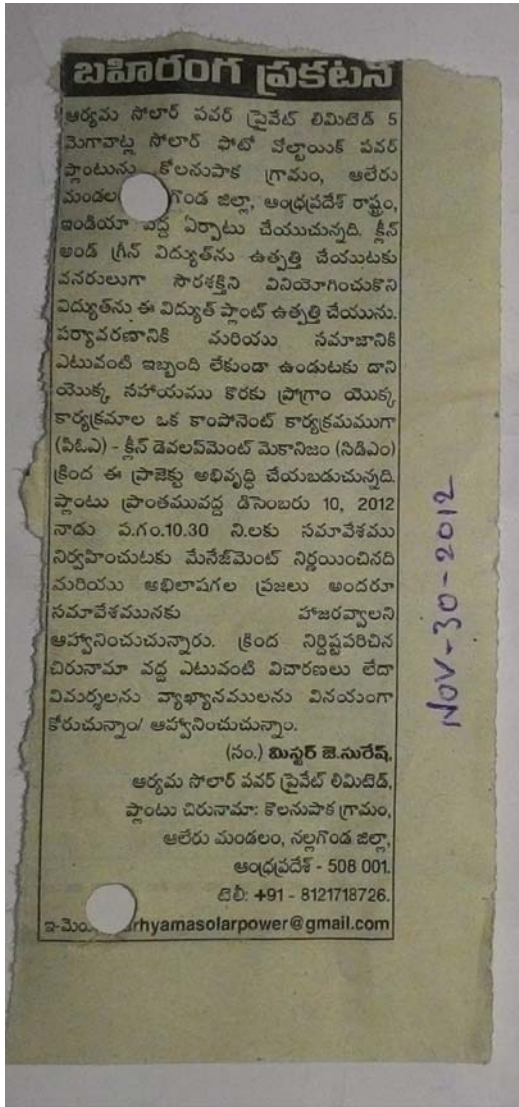 బహిరంగ ప్రకటన
ఆర్యమ సోలార్ పవర్ ప్రైవేట్ లిమిటెడ్ 5
మెగావాట్ల సోలార్ ఫోటో వోల్టాయిక్ పవర్
ప్లాంటును కోలనుపాక గ్రామం, ఆలేరు
మండల గొండ జిల్లా, ఆంధ్రప్రదేశ్ రాష్ట్రం,
ఇండియా వద్ద ఏర్పాటు చేయుచున్నది. క్లీన్
అండ్ గ్రీన్ విద్యుత్‌ను ఉత్పత్తి చేయుటకు
వనరులుగా సౌరశక్తిని వినియోగించుకొని
విద్యుత్‌ను ఈ విద్యుత్ ప్లాంట్ ఉత్పత్తి చేయును.
పర్యావరణానికి మరియు సమాజానికి
ఎటువంటి ఇబ్బంది లేకుండా ఉండుటకు దాని
యొక్క సహాయము కొరకు ప్రోగ్రాం యొక్క
కార్యక్రమాల ఒక కాంపోనెంట్ కార్యక్రమముగా
(పీఓఎ) - క్లీన్ డెవలప్‌మెంట్ మెకానిజం (సిడిఎం)
క్రింద ఈ ప్రాజెక్టు అభివృద్ధి చేయబడుచున్నది.
ప్లాంటు ప్రాంతమువద్ద డిసెంబరు 10, 2012
నాడు ప.గం.10.30 ని.లకు సమావేశము
నిర్వహించుటకు మేనేజ్‌మెంట్ నిర్ణయించినది
మరియు అభిలాషగల ప్రజలు అందరూ
సమావేశమునకు హాజరవ్వాలని
ఆహ్వానించుచున్నారు. క్రింద నిర్దిష్టపరిచిన
చిరునామా వద్ద ఎటువంటి విచారణలు లేదా
విమర్శలను వ్యాఖ్యానములను వినయంగా
కోరుచున్నాం/ ఆహ్వానించుచున్నాం.
(సం.) మిస్టర్ జె.సురేష్,
ఆర్యమ సోలార్ పవర్ ప్రైవేట్ లిమిటెడ్,
ప్లాంటు చిరునామా: కొలనుపాక గ్రామం,
ఆలేరు మండలం, నల్లగొండ జిల్లా,
ఆంధ్రప్రదేశ్ - 508 001.
టెలీ: +91 - 8121718726.
ఇ-మెయి rhyamasolarpower@gmail.com
NOV-30-2012